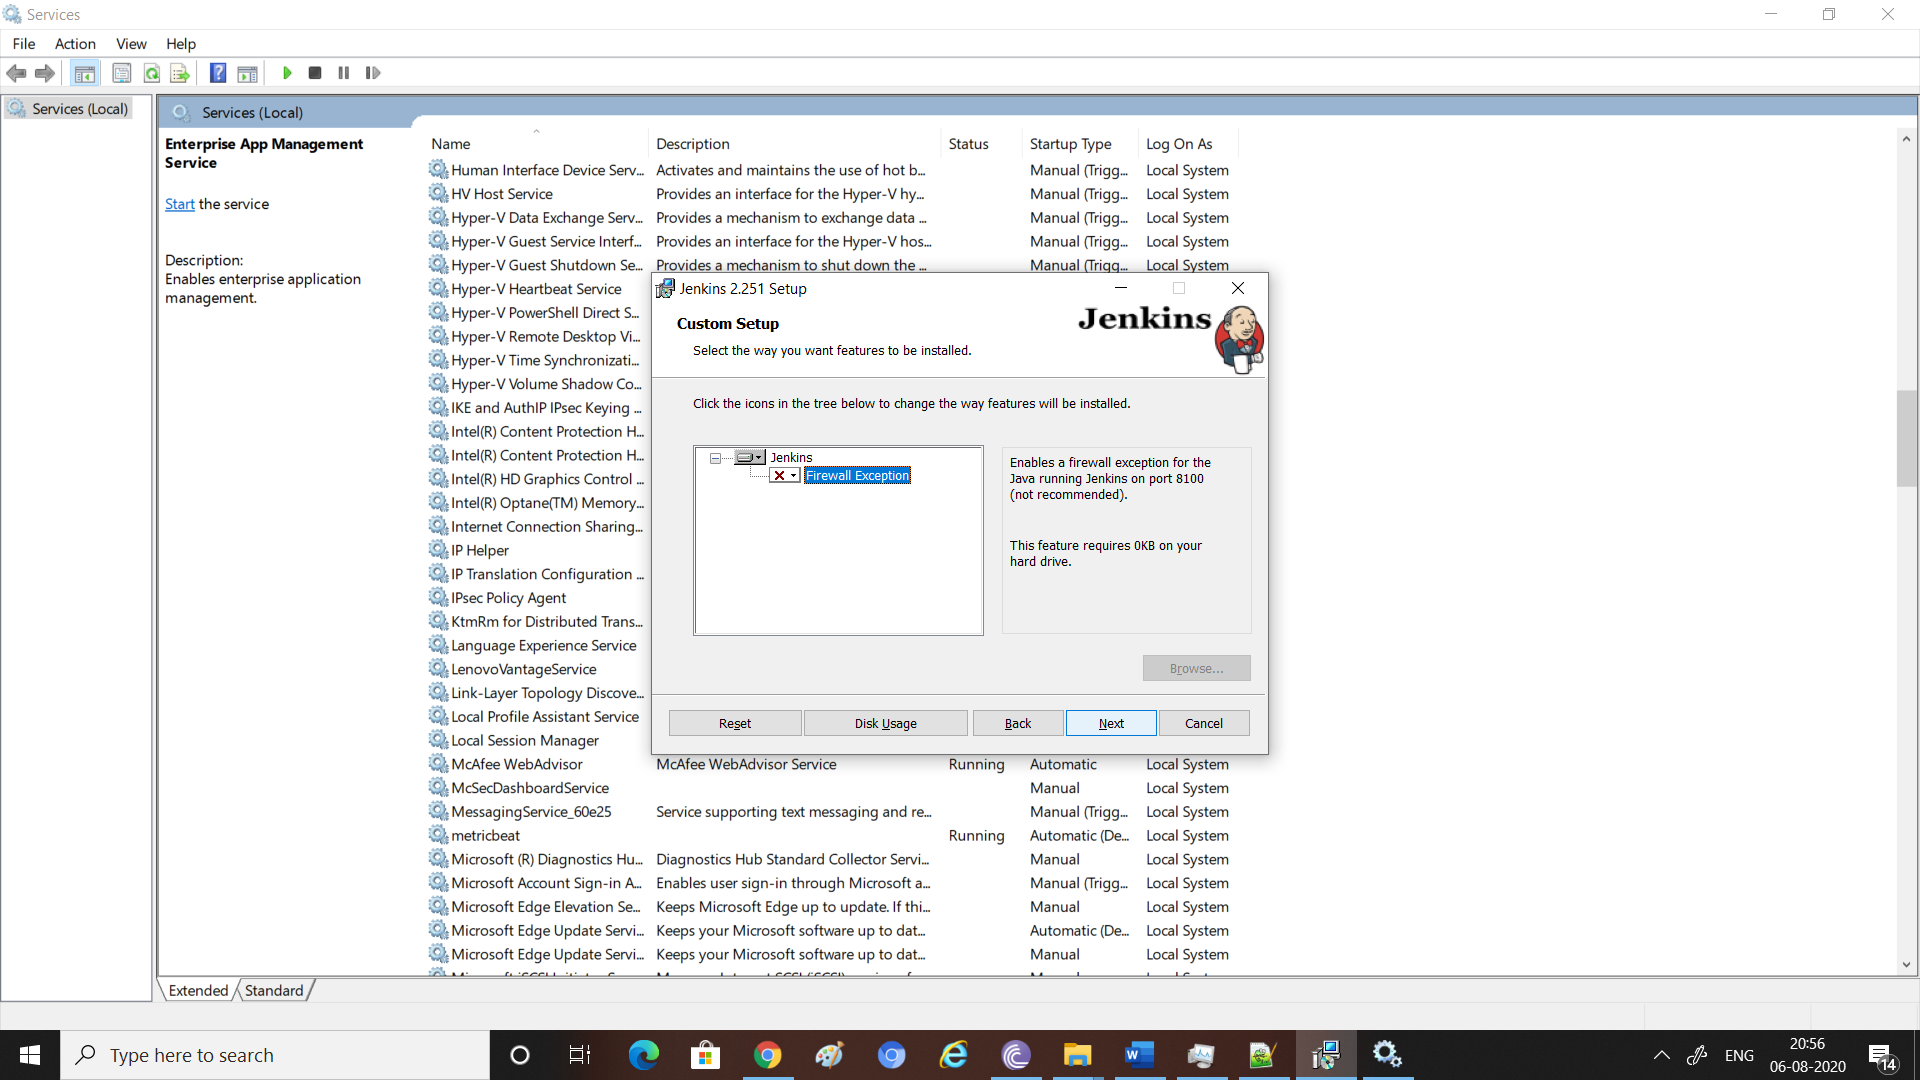 Services
File Action View Help
Services (Local)
Services (Local)
Enterprise App Management
Service
Start the service
Description:
Enables enterprise application
management.
Name Description Status Startup Type Log On As
Human Interface Device Serv... Activates and maintains the use of hot b... Manual (Trigg... Local System
HV Host Service Provides an interface for the Hyper-V hy... Manual (Trigg... Local System
Hyper-V Data Exchange Serv... Provides a mechanism to exchange data ... Manual (Trigg... Local System
Hyper-V Guest Service Interf... Provides an interface for the Hyper-V hos... Manual (Trigg... Local System
Hyper-V Guest Shutdown Se... Provides a mechanism to shut down the ... Manual (Trigg... Local System
Hyper-V Heartbeat Service
Hyper-V PowerShell Direct S...
Hyper-V Remote Desktop Vi...
Hyper-V Time Synchronizati...
Hyper-V Volume Shadow Co...
IKE and AuthIP IPsec Keying ...
Intel(R) Content Protection H...
Intel(R) Content Protection H...
Intel(R) HD Graphics Control ...
Intel(R) Optane(TM) Memory...
Internet Connection Sharing...
IP Helper
IP Translation Configuration ...
IPsec Policy Agent
KtmRm for Distributed Trans...
Language Experience Service
LenovoVantageService
Link-Layer Topology Discove...
Local Profile Assistant Service
Local Session Manager
McAfee WebAdvisor McAfee WebAdvisor Service Running Automatic Local System
McSecDashboardService Manual Local System
MessagingService_60e25 Service supporting text messaging and re... Manual (Trigg... Local System
metricbeat Running Automatic (De... Local System
Microsoft (R) Diagnostics Hu... Diagnostics Hub Standard Collector Servi... Manual Local System
Microsoft Account Sign-in A... Enables user sign-in through Microsoft a... Manual (Trigg... Local System
Microsoft Edge Elevation Se... Keeps Microsoft Edge up to update. If thi... Manual Local System
Microsoft Edge Update Servi... Keeps your Microsoft software up to dat... Automatic (De... Local System
Microsoft Edge Update Servi... Keeps your Microsoft software up to dat... Manual Local System
Jenkins 2.251 Setup
Custom Setup
Jenkins
Select the way you want features to be installed.
Click the icons in the tree below to change the way features will be installed.
Jenkins
Firewall Exception
Enables a firewall exception for the
Java running Jenkins on port 8100
(not recommended).
This feature requires 0KB on your
hard drive.
Browse...
Reset Disk Usage Back Next Cancel
Extended Standard
Type here to search
ENG
20:56
06-08-2020
14